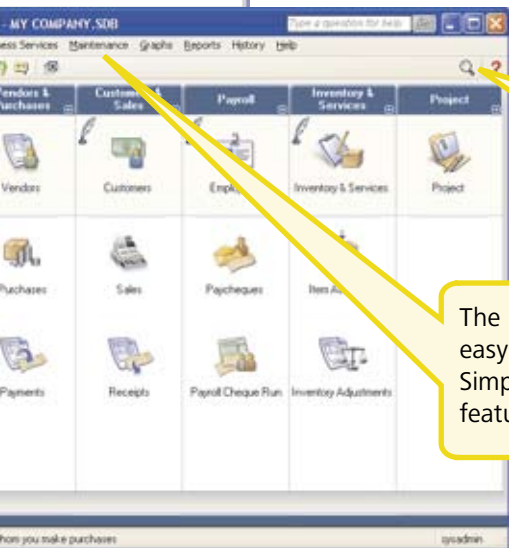 - MY COMPANY.SDB
Type a question for help
ess Services Maintenance Graphs Reports History Help
Vendors & Purchases
Customers & Sales
Payroll
Inventory & Services
Project
Vendors
Customers
Inventory & Services
Project
Purchases
Sales
Paycheques
Payments
Receipts
Payroll Cheque Run
Inventory Adjustments
The
easy
Simp
featu
hom you make purchases
sysadmin